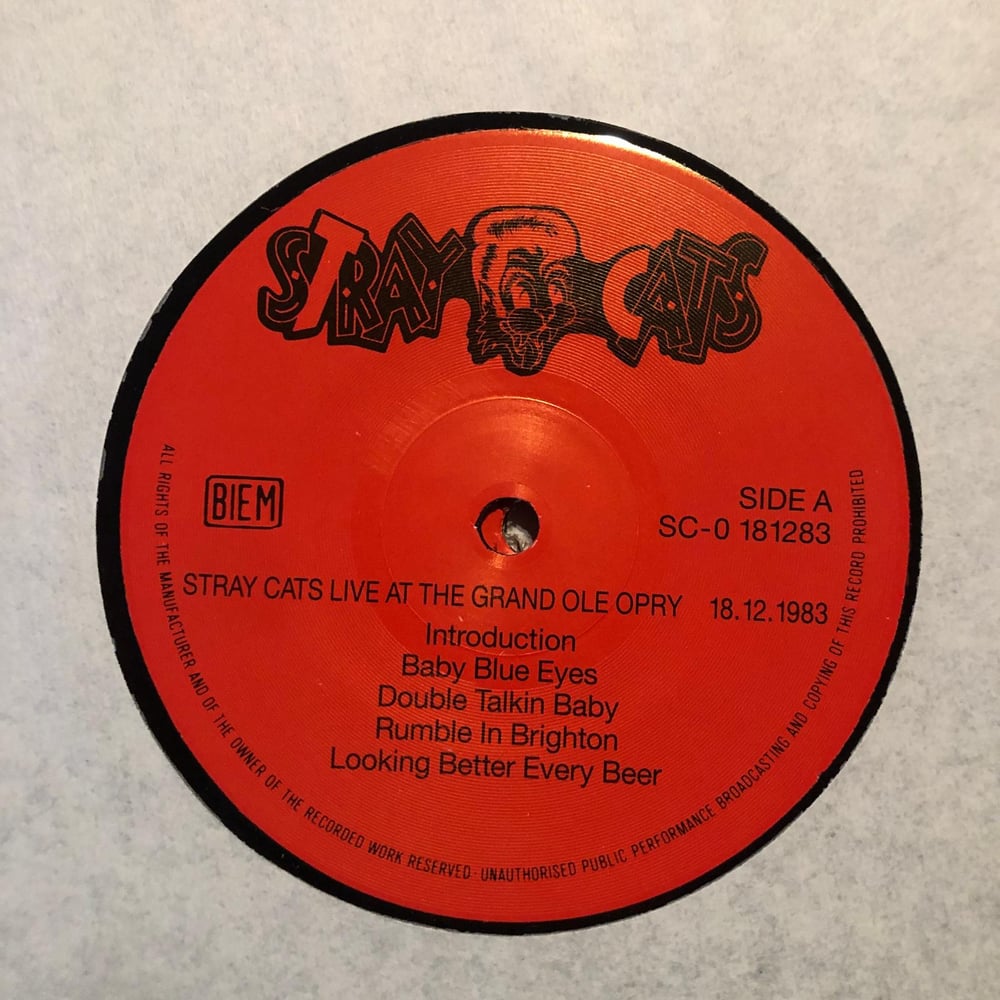 STRAY CATS
BIEM
SIDE A
SC-0 181283
STRAY CATS LIVE AT THE GRAND OLE OPRY 18.12.1983
Introduction
Baby Blue Eyes
Double Talkin Baby
Rumble In Brighton
Looking Better Every Beer
ALL RIGHTS OF THE MANUFACTURER AND OF THE OWNER OF THE RECORDED WORK RESERVED · UNAUTHORISED PUBLIC PERFORMANCE BROADCASTING AND COPYING OF THIS RECORD PROHIBITED